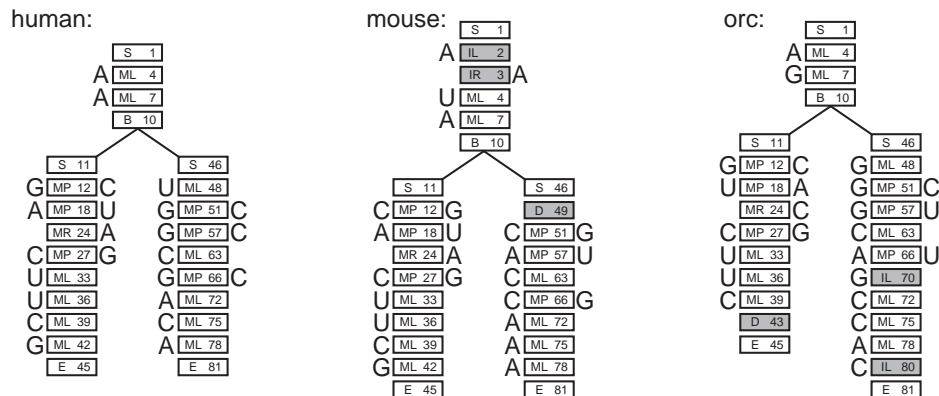 human:
S 1
A ML 4
A ML 7
B 10
S 11
G MP 12 C
A MP 18 U
MR 24 A
C MP 27 G
U ML 33
U ML 36
C ML 39
G ML 42
E 45
S 46
U ML 48
G MP 51 C
G MP 57 C
C ML 63
G MP 66 C
A ML 72
C ML 75
A ML 78
E 81
mouse:
S 1
A IL 2
IR 3 A
U ML 4
A ML 7
B 10
S 11
C MP 12 G
A MP 18 U
MR 24 A
C MP 27 G
U ML 33
U ML 36
C ML 39
G ML 42
E 45
S 46
D 49
C MP 51 G
A MP 57 U
C ML 63
C MP 66 G
A ML 72
A ML 75
A ML 78
E 81
orc:
S 1
A ML 4
G ML 7
B 10
S 11
G MP 12 C
U MP 18 A
MR 24 C
C MP 27 G
U ML 33
U ML 36
C ML 39
D 43
E 45
S 46
G ML 48
G MP 51 C
G MP 57 U
C ML 63
A MP 66 U
G IL 70
C ML 72
C ML 75
A ML 78
C IL 80
E 81